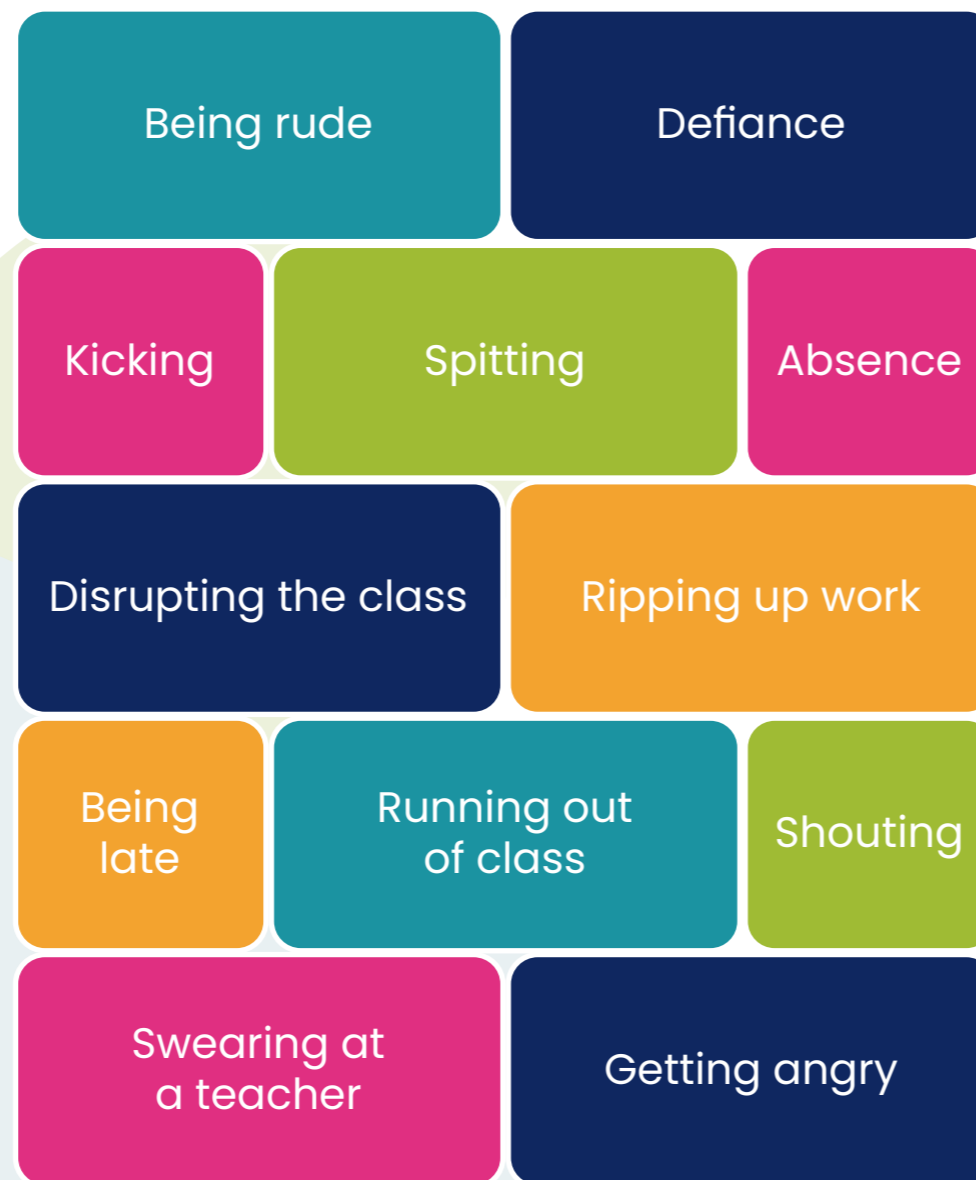 Being rude
Defiance
Kicking
Spitting
Absence
Disrupting the class
Ripping up work
Being
late
Running out
of class
Shouting
Swearing at
a teacher
Getting angry